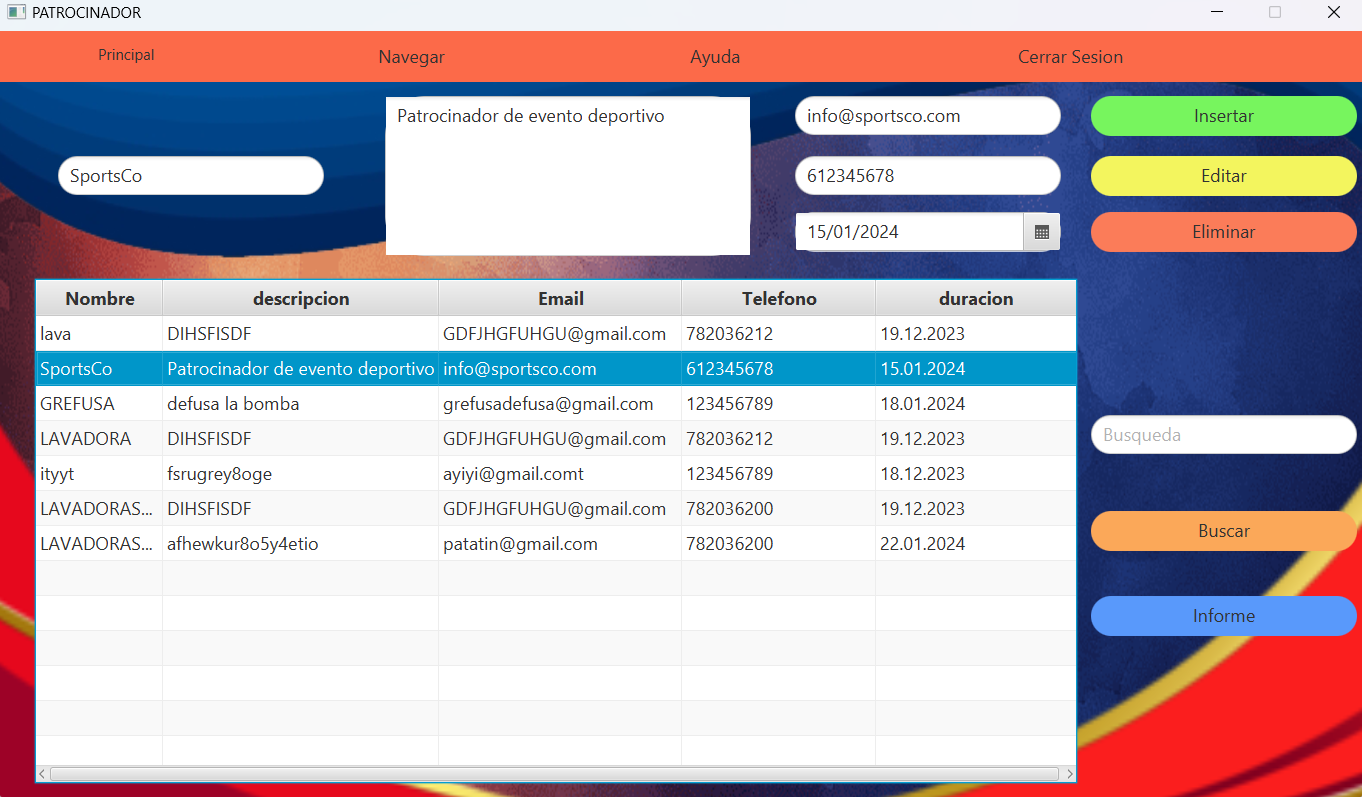 PATROCINADOR
Principal Navegar Ayuda Cerrar Sesion
SportsCo
Patrocinador de evento deportivo
info@sportsco.com
612345678
15/01/2024
Insertar
Editar
Eliminar
Nombre descripcion Email Telefono duracion
lava DIHSFISDF GDFJHGFUHGU@gmail.com 782036212 19.12.2023
SportsCo Patrocinador de evento deportivo info@sportsco.com 612345678 15.01.2024
GREFUSA defusa la bomba grefusadefusa@gmail.com 123456789 18.01.2024
LAVADORA DIHSFISDF GDFJHGFUHGU@gmail.com 782036212 19.12.2023
ityyt fsrugrey8oge ayiyi@gmail.comt 123456789 18.12.2023
LAVADORAS... DIHSFISDF GDFJHGFUHGU@gmail.com 782036200 19.12.2023
LAVADORAS... afhewkur8o5y4etio patatin@gmail.com 782036200 22.01.2024
Busqueda
Buscar
Informe